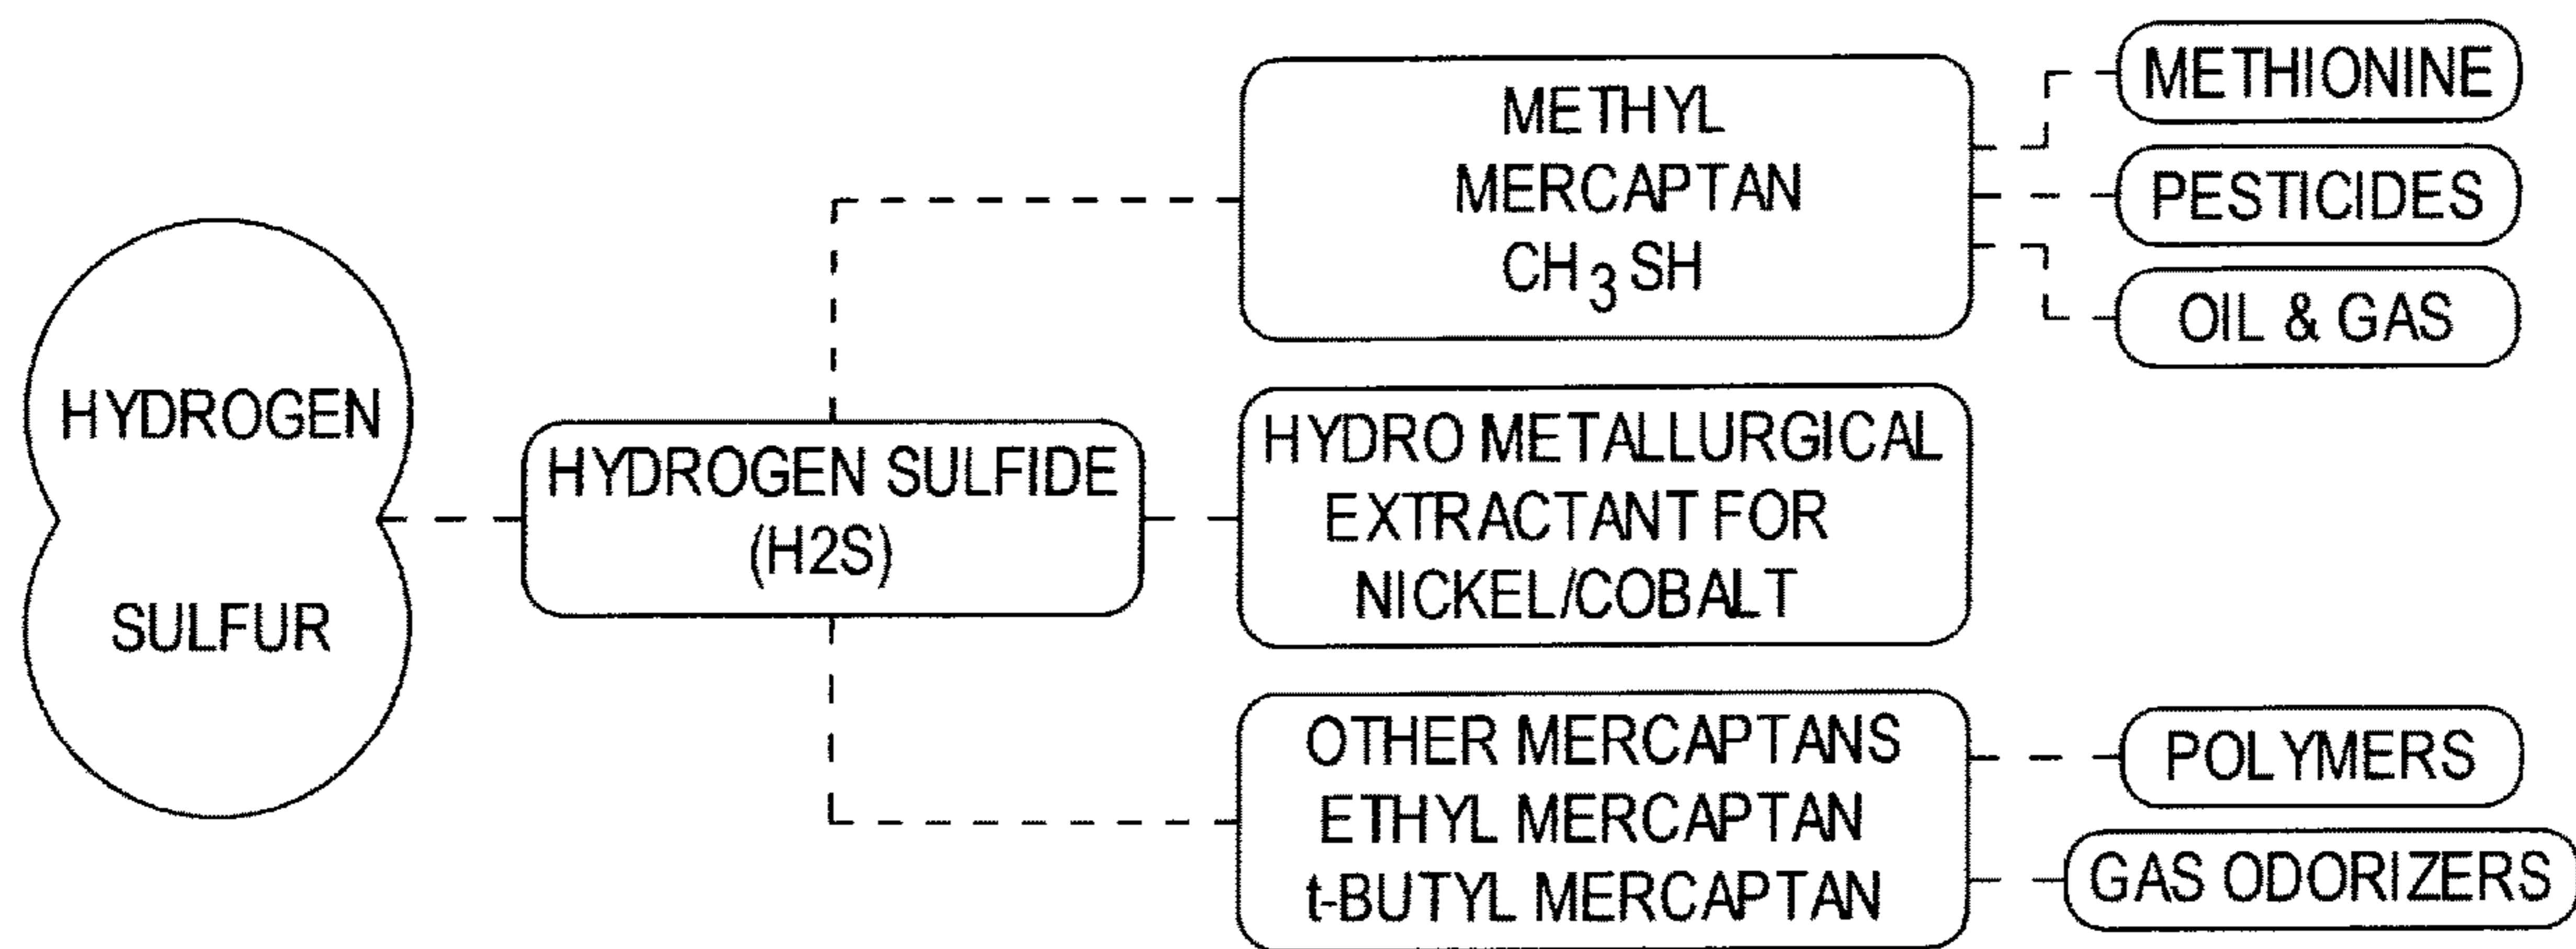 HYDROGEN
SULFUR
HYDROGEN SULFIDE
(H2S)
METHYL
MERCAPTAN
CH₃SH
METHIONINE
PESTICIDES
OIL & GAS
HYDRO METALLURGICAL
EXTRACTANT FOR
NICKEL/COBALT
OTHER MERCAPTANS
ETHYL MERCAPTAN
t-BUTYL MERCAPTAN
POLYMERS
GAS ODORIZERS